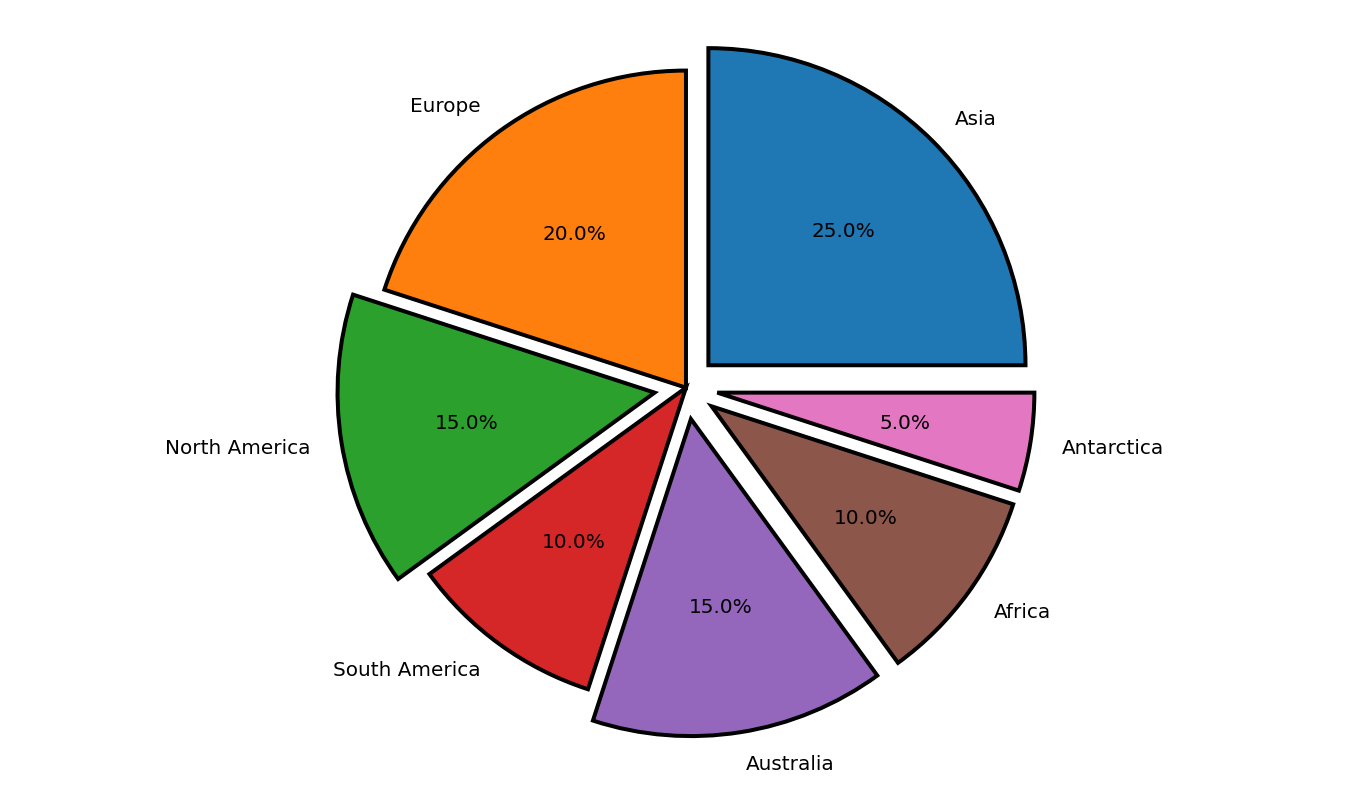 Europe
Asia
25.0%
20.0%
15.0%
5.0%
North America
Antarctica
10.0%
10.0%
15.0%
Africa
South America
Australia